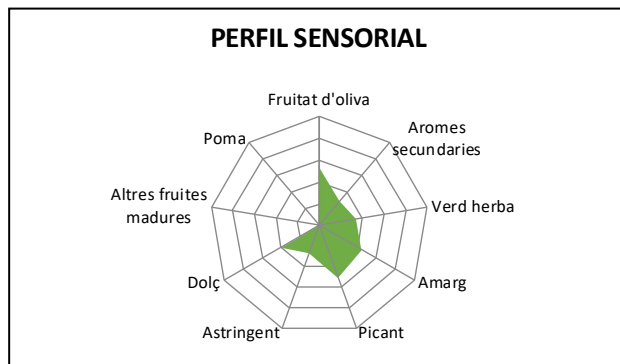 PERFIL SENSORIAL
Fruitat d'oliva
Aromes
secundaries
Verd herba
Amarg
Picant
Astringent
Dolç
Altres fruites
madures
Poma